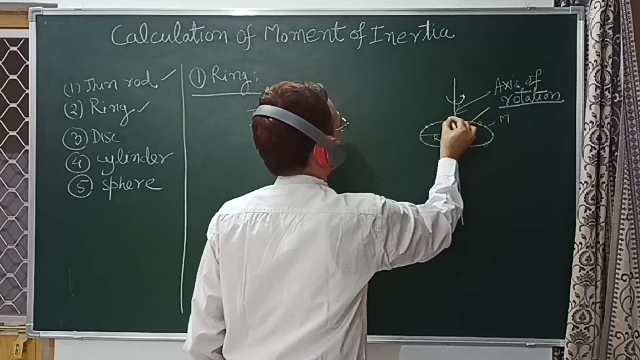 Calculation of Moment of Inertia
(1) Thin rod ✓
(2) Ring ✓
(3) Disc
(4) cylinder
(5) sphere
(1) Ring:
Axis of
rotation
M
R